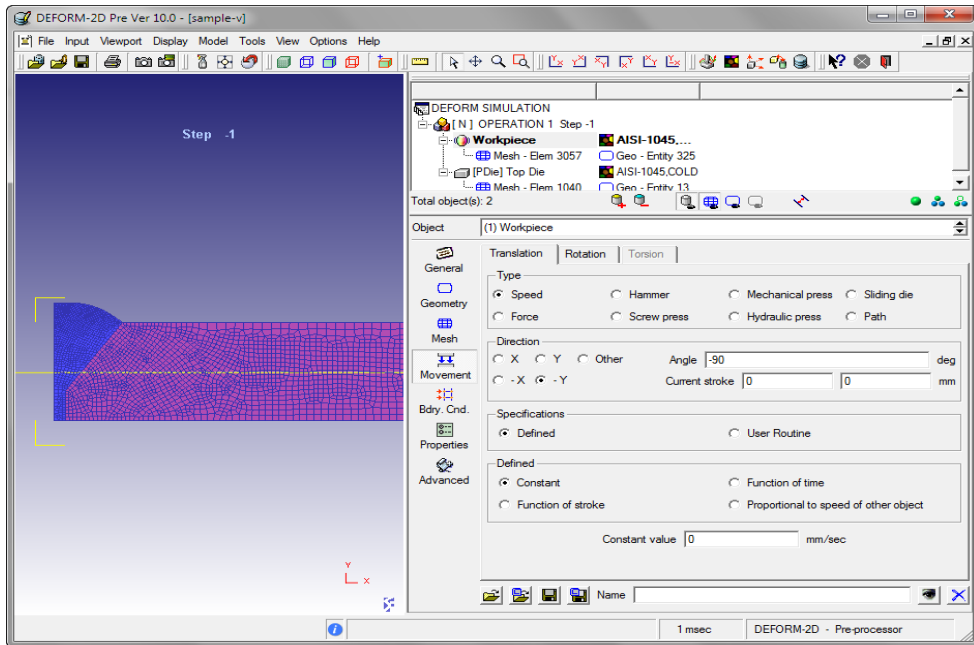 DEFORM-2D Pre Ver 10.0 - [sample-v]
File Input Viewport Display Model Tools View Options Help
Step -1
DEFORM SIMULATION
[ N ] OPERATION 1 Step -1
Workpiece AISI-1045,...
Mesh - Elem 3057 Geo - Entity 325
[PDie] Top Die AISI-1045,COLD
Mesh - Elem 1040 Geo - Entity 13
Total object(s): 2
Object (1) Workpiece
General
Geometry
Mesh
Movement
Bdry. Cnd.
Properties
Advanced
Translation Rotation Torsion
Type
Speed Hammer Mechanical press Sliding die
Force Screw press Hydraulic press Path
Direction
X Y Other Angle -90 deg
-X -Y Current stroke 0 0 mm
Specifications
Defined User Routine
Defined
Constant Function of time
Function of stroke Proportional to speed of other object
Constant value 0 mm/sec
Name
Y
X
1 msec DEFORM-2D - Pre-processor